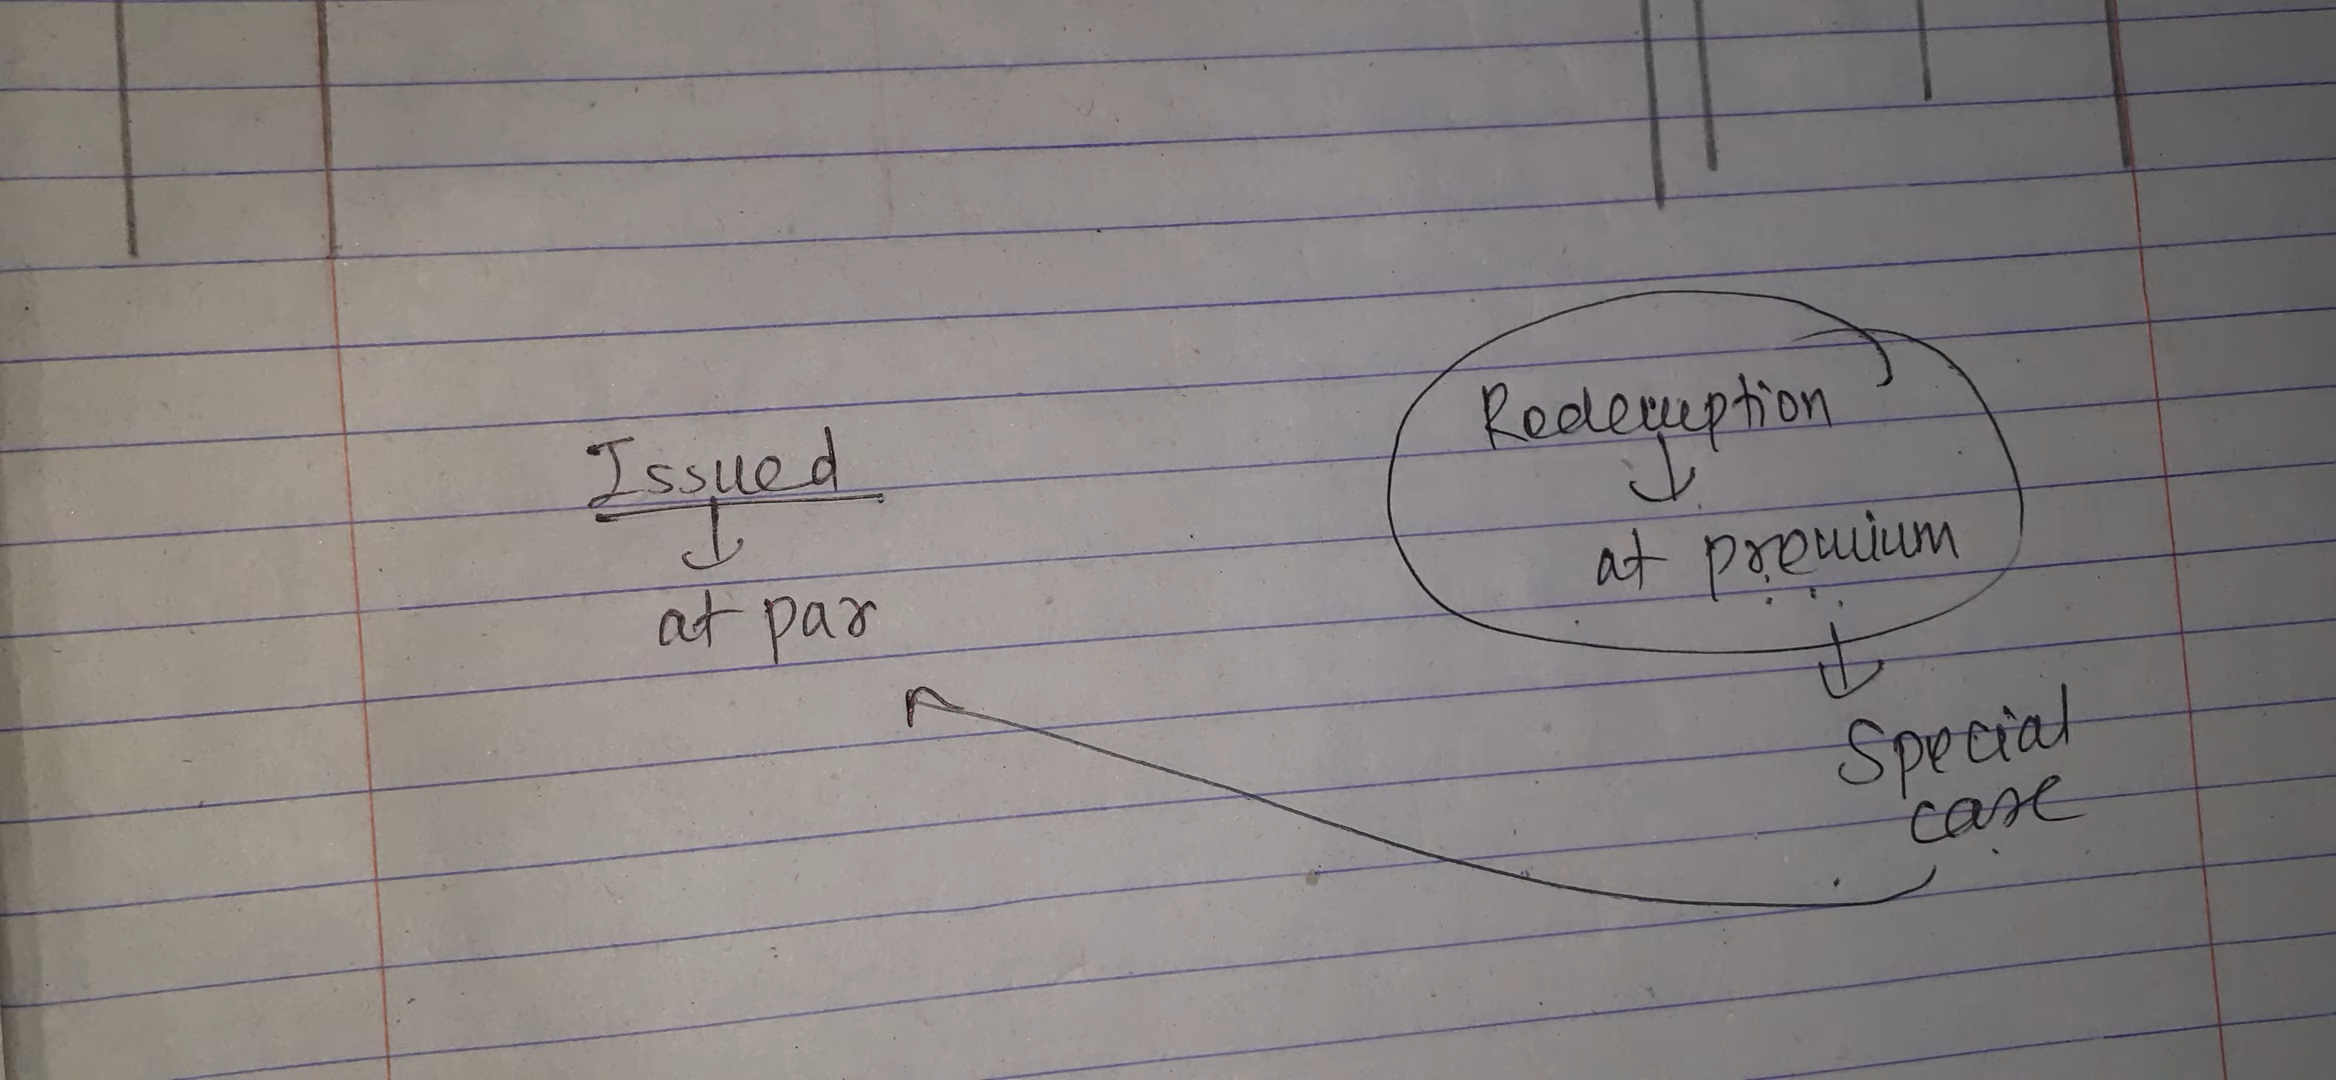 Issued
at par
Redemption
at premium
Special
case